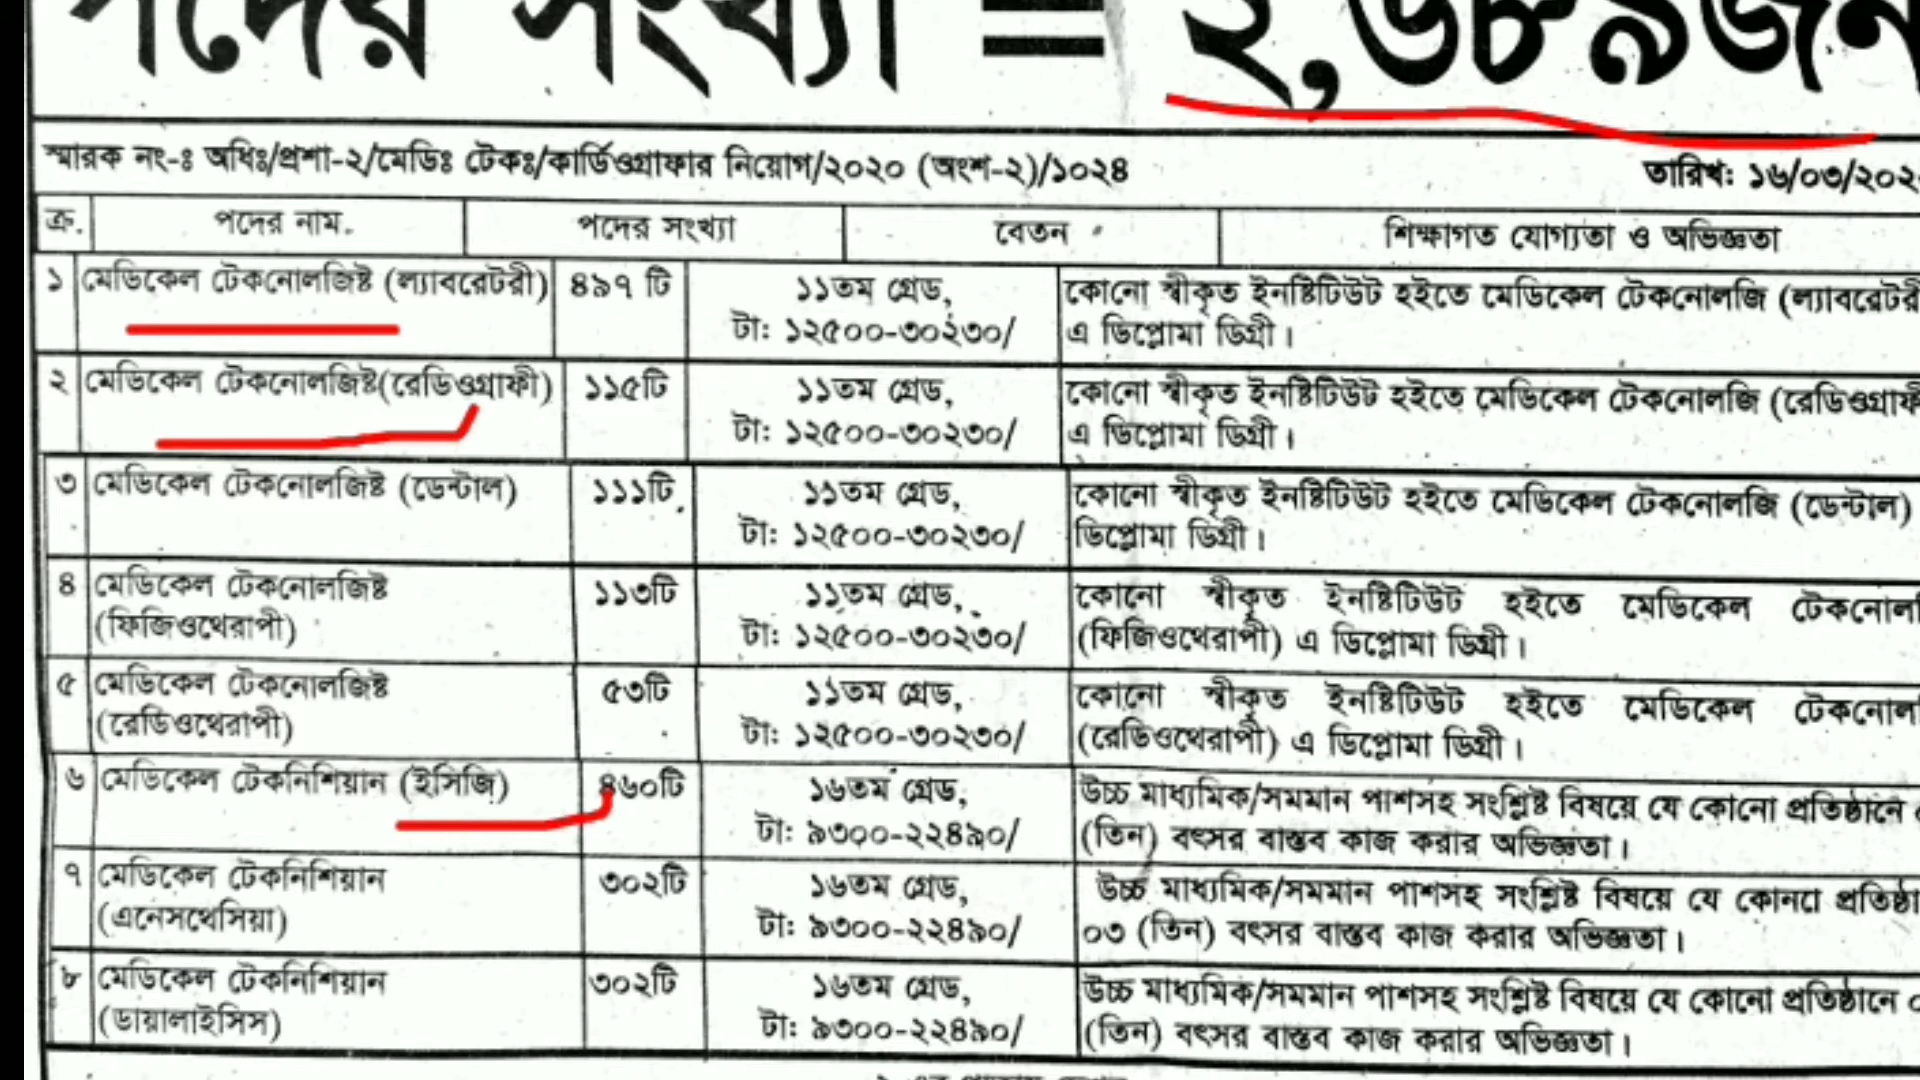 পদের সংখ্যা = ২,৬৮৯জন
স্মারক নং-ঃ অধিঃ/প্রশা-২/মেডিঃ টেকঃ/কার্ডিওগ্রাফার নিয়োগ/২০২০ (অংশ-২)/১০২৪
তারিখ: ১৬/০৩/২০২
ক্র. পদের নাম. পদের সংখ্যা বেতন শিক্ষাগত যোগ্যতা ও অভিজ্ঞতা
১ মেডিকেল টেকনোলজিষ্ট (ল্যাবরেটরী) ৪৯৭ টি ১১তম গ্রেড, কোনো স্বীকৃত ইনষ্টিটিউট হইতে মেডিকেল টেকনোলজি (ল্যাবরেটরী
টা: ১২৫০০-৩০২৩০/ এ ডিপ্লোমা ডিগ্রী।
২ মেডিকেল টেকনোলজিষ্ট(রেডিওগ্রাফী) ১১৫টি ১১তম গ্রেড, কোনো স্বীকৃত ইনষ্টিটিউট হইতে মেডিকেল টেকনোলজি (রেডিওগ্রাফ
টা: ১২৫০০-৩০২৩০/ এ ডিপ্লোমা ডিগ্রী।
৩ মেডিকেল টেকনোলজিষ্ট (ডেন্টাল) ১১১টি ১১তম গ্রেড, কোনো স্বীকৃত ইনষ্টিটিউট হইতে মেডিকেল টেকনোলজি (ডেন্টাল)
টা: ১২৫০০-৩০২৩০/ ডিপ্লোমা ডিগ্রী।
৪ মেডিকেল টেকনোলজিষ্ট ১১৩টি ১১তম গ্রেড, কোনো স্বীকৃত ইনষ্টিটিউট হইতে মেডিকেল টেকনোল
(ফিজিওথেরাপী) টা: ১২৫০০-৩০২৩০/ (ফিজিওথেরাপী) এ ডিপ্লোমা ডিগ্রী।
৫ মেডিকেল টেকনোলজিষ্ট ৫৩টি ১১তম গ্রেড, কোনো স্বীকৃত ইনষ্টিটিউট হইতে মেডিকেল টেকনোল
(রেডিওথেরাপী) টা: ১২৫০০-৩০২৩০/ (রেডিওথেরাপী) এ ডিপ্লোমা ডিগ্রী।
৬ মেডিকেল টেকনিশিয়ান (ইসিজি) ৪৬০টি ১৬তম গ্রেড, উচ্চ মাধ্যমিক/সমমান পাশসহ সংশ্লিষ্ট বিষয়ে যে কোনো প্রতিষ্ঠানে
টা: ৯৩০০-২২৪৯০/ (তিন) বৎসর বাস্তব কাজ করার অভিজ্ঞতা।
৭ মেডিকেল টেকনিশিয়ান ৩০২টি ১৬তম গ্রেড, উচ্চ মাধ্যমিক/সমমান পাশসহ সংশ্লিষ্ট বিষয়ে যে কোনো প্রতিষ্ঠা
(এনেসথেসিয়া) টা: ৯৩০০-২২৪৯০/ ০৩ (তিন) বৎসর বাস্তব কাজ করার অভিজ্ঞতা।
৮ মেডিকেল টেকনিশিয়ান ৩০২টি ১৬তম গ্রেড, উচ্চ মাধ্যমিক/সমমান পাশসহ সংশ্লিষ্ট বিষয়ে যে কোনো প্রতিষ্ঠানে
(ডায়ালাইসিস) টা: ৯৩০০-২২৪৯০/ (তিন) বৎসর বাস্তব কাজ করার অভিজ্ঞতা।